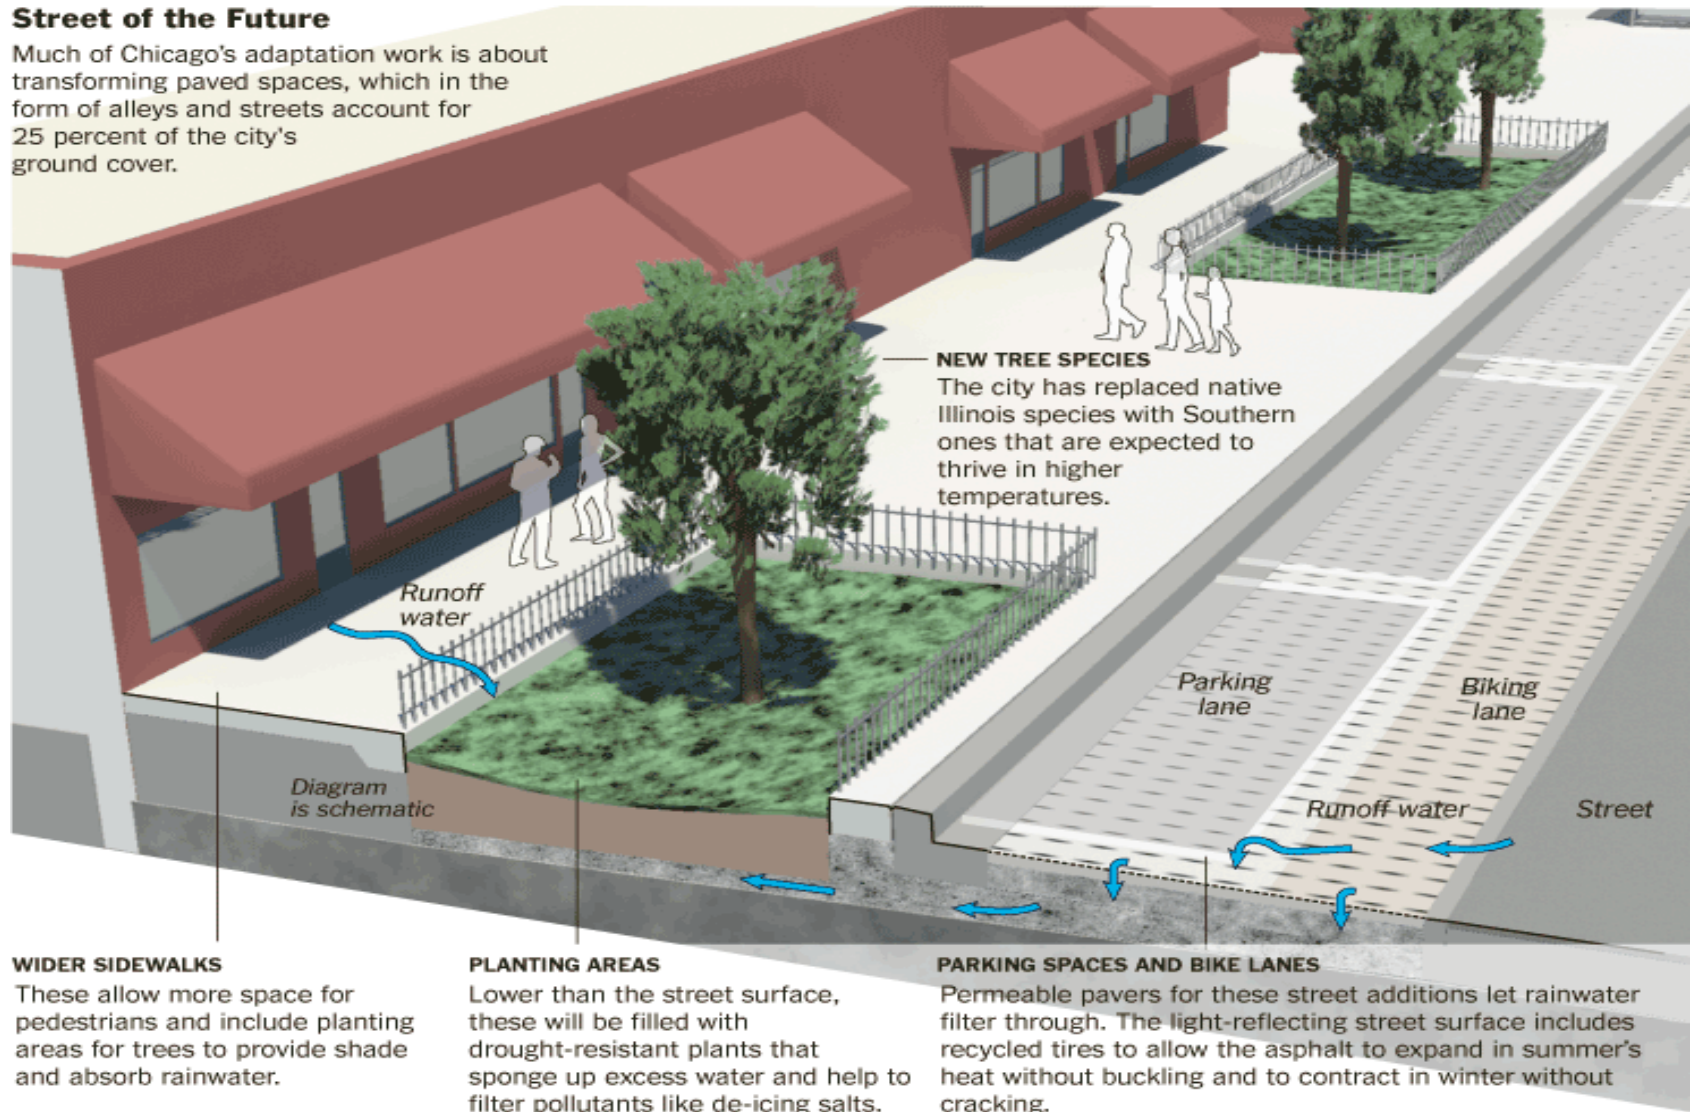 Street of the Future
Much of Chicago's adaptation work is about
transforming paved spaces, which in the
form of alleys and streets account for
25 percent of the city's
ground cover.
NEW TREE SPECIES
The city has replaced native
Illinois species with Southern
ones that are expected to
thrive in higher
temperatures.
Runoff
water
Parking
lane
Biking
lane
Diagram
is schematic
Runoff water
Street
WIDER SIDEWALKS
These allow more space for
pedestrians and include planting
areas for trees to provide shade
and absorb rainwater.
PLANTING AREAS
Lower than the street surface,
these will be filled with
drought-resistant plants that
sponge up excess water and help to
filter pollutants like de-icing salts.
PARKING SPACES AND BIKE LANES
Permeable pavers for these street additions let rainwater
filter through. The light-reflecting street surface includes
recycled tires to allow the asphalt to expand in summer's
heat without buckling and to contract in winter without
cracking.